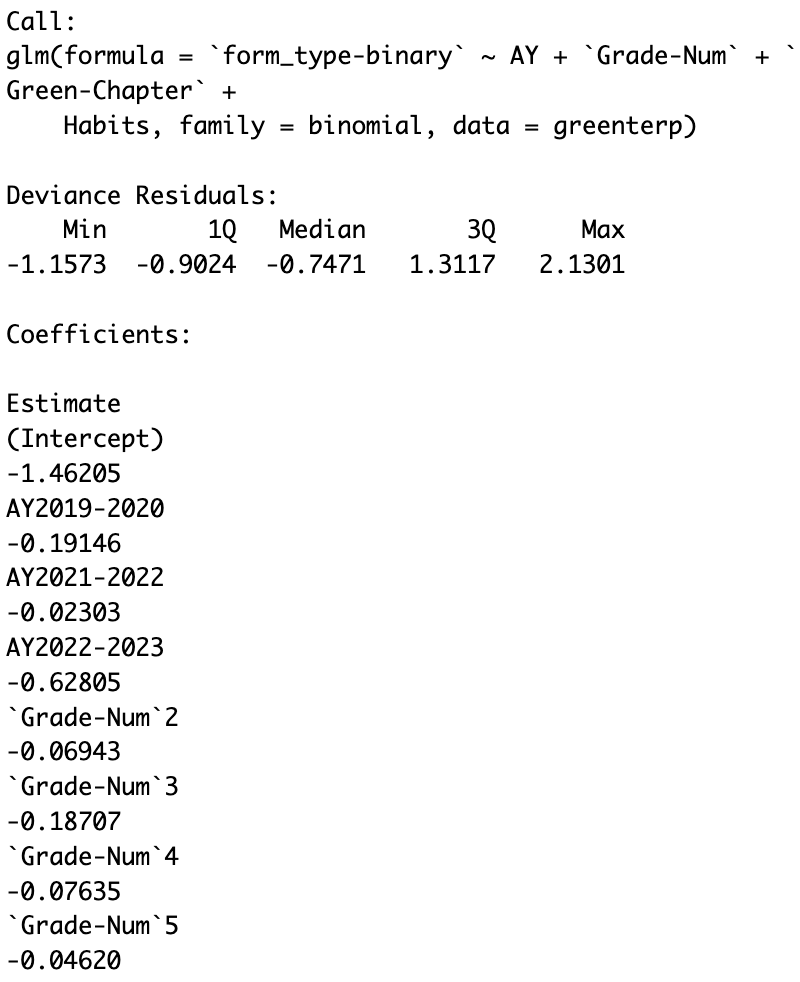 Call:
glm(formula = `form_type-binary` ~ AY + `Grade-Num` + `
Green-Chapter` +
    Habits, family = binomial, data = greenterp)
Deviance Residuals:
    Min       1Q   Median       3Q      Max
-1.1573  -0.9024  -0.7471   1.3117   2.1301
Coefficients:
Estimate
(Intercept)
-1.46205
AY2019-2020
-0.19146
AY2021-2022
-0.02303
AY2022-2023
-0.62805
`Grade-Num`2
-0.06943
`Grade-Num`3
-0.18707
`Grade-Num`4
-0.07635
`Grade-Num`5
-0.04620